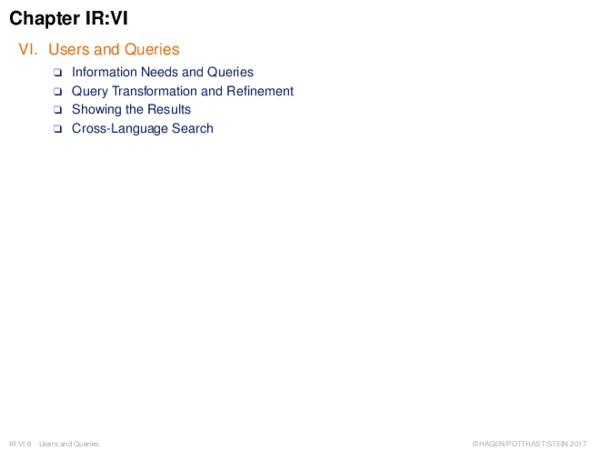 Chapter IR:VI
VI. Users and Queries
❑ Information Needs and Queries
❑ Query Transformation and Refinement
❑ Showing the Results
❑ Cross-Language Search
IR:VI-8 Users and Queries ©HAGEN/POTTHAST/STEIN 2017